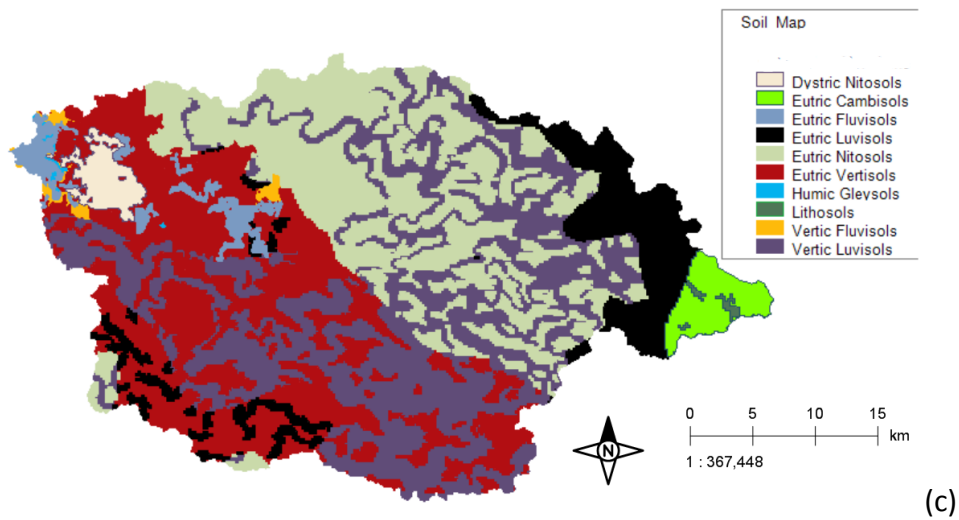 Soil Map
Dystric Nitosols
Eutric Cambisols
Eutric Fluvisols
Eutric Luvisols
Eutric Nitosols
Eutric Vertisols
Humic Gleysols
Lithosols
Vertic Fluvisols
Vertic Luvisols
0 5 10 15
km
1 : 367,448
N
(c)